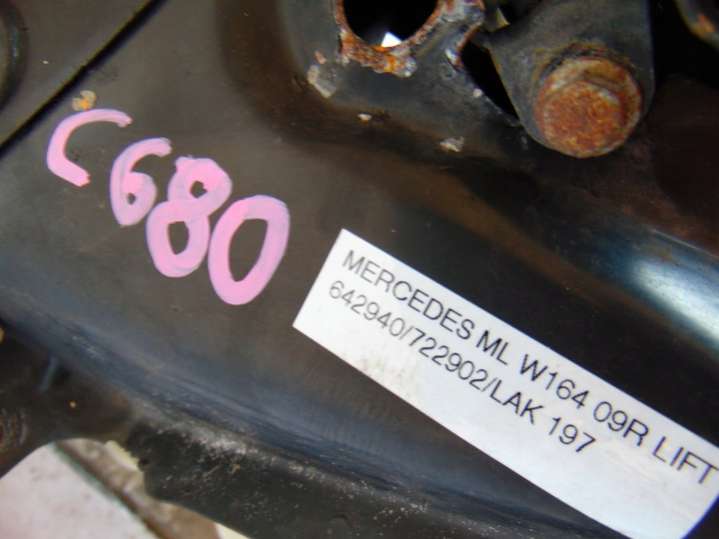 C680
MERCEDES ML W164 09R LIFT
642940/722902/LAK 197